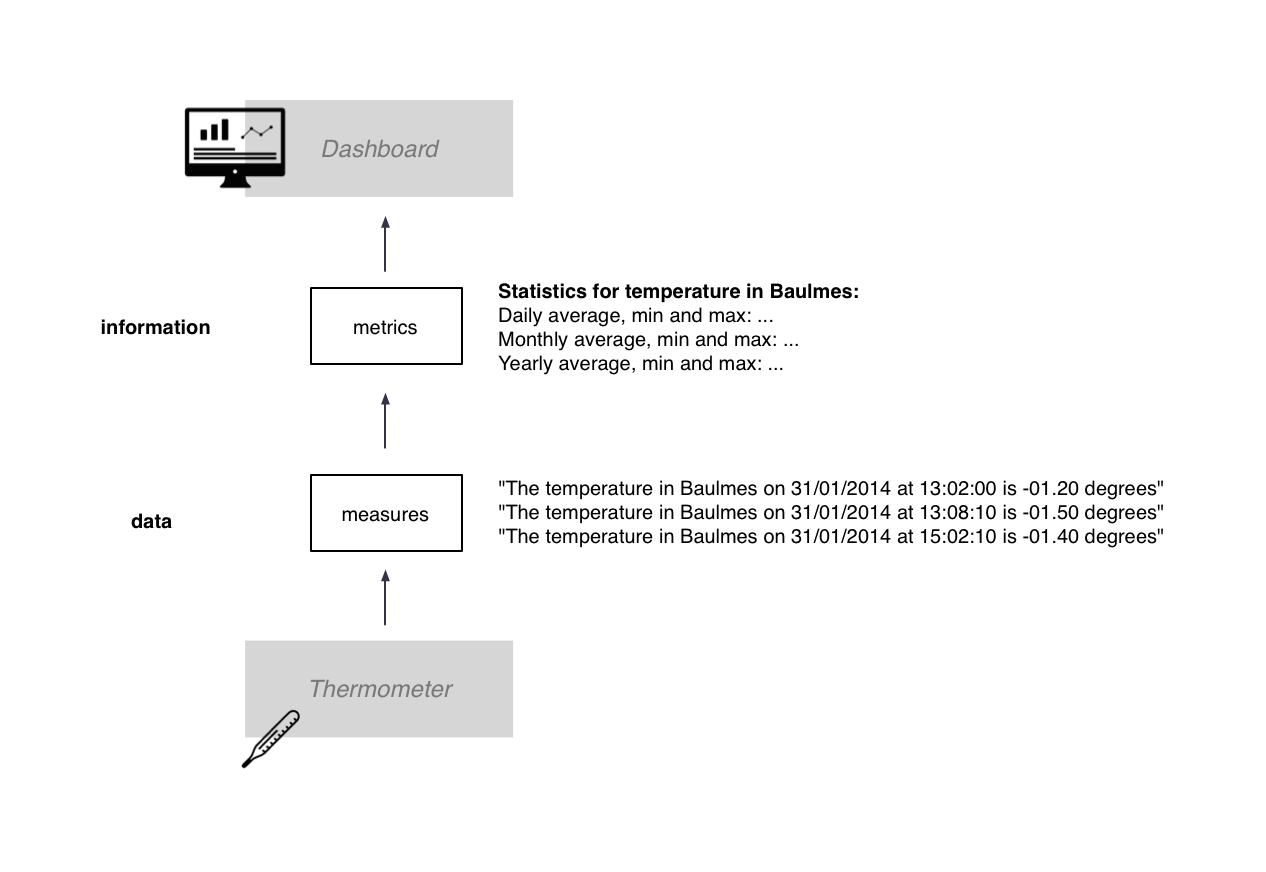 Dashboard
information
metrics
Statistics for temperature in Baulmes:
Daily average, min and max: ...
Monthly average, min and max: ...
Yearly average, min and max: ...
data
measures
"The temperature in Baulmes on 31/01/2014 at 13:02:00 is -01.20 degrees"
"The temperature in Baulmes on 31/01/2014 at 13:08:10 is -01.50 degrees"
"The temperature in Baulmes on 31/01/2014 at 15:02:10 is -01.40 degrees"
Thermometer